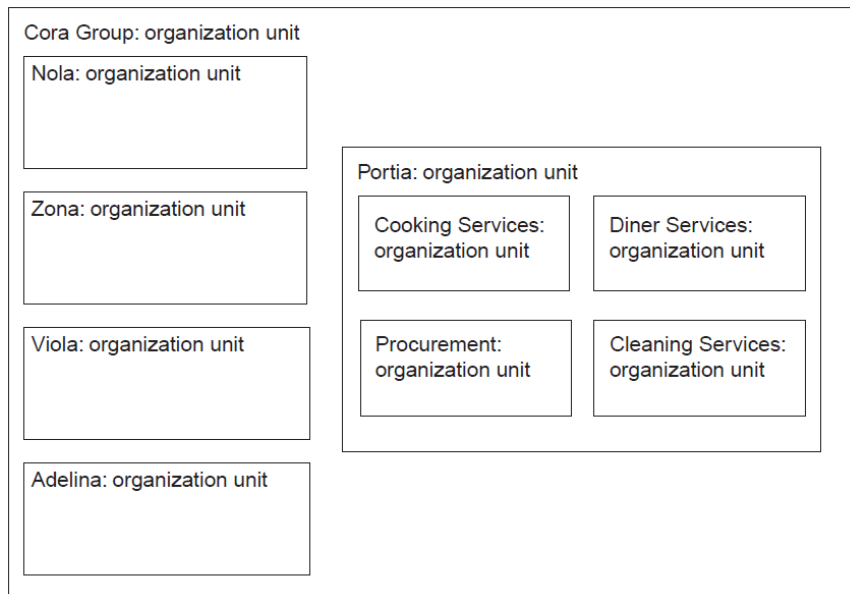 Cora Group: organization unit
Nola: organization unit
Zona: organization unit
Viola: organization unit
Adelina: organization unit
Portia: organization unit
Cooking Services:
organization unit
Diner Services:
organization unit
Procurement:
organization unit
Cleaning Services:
organization unit